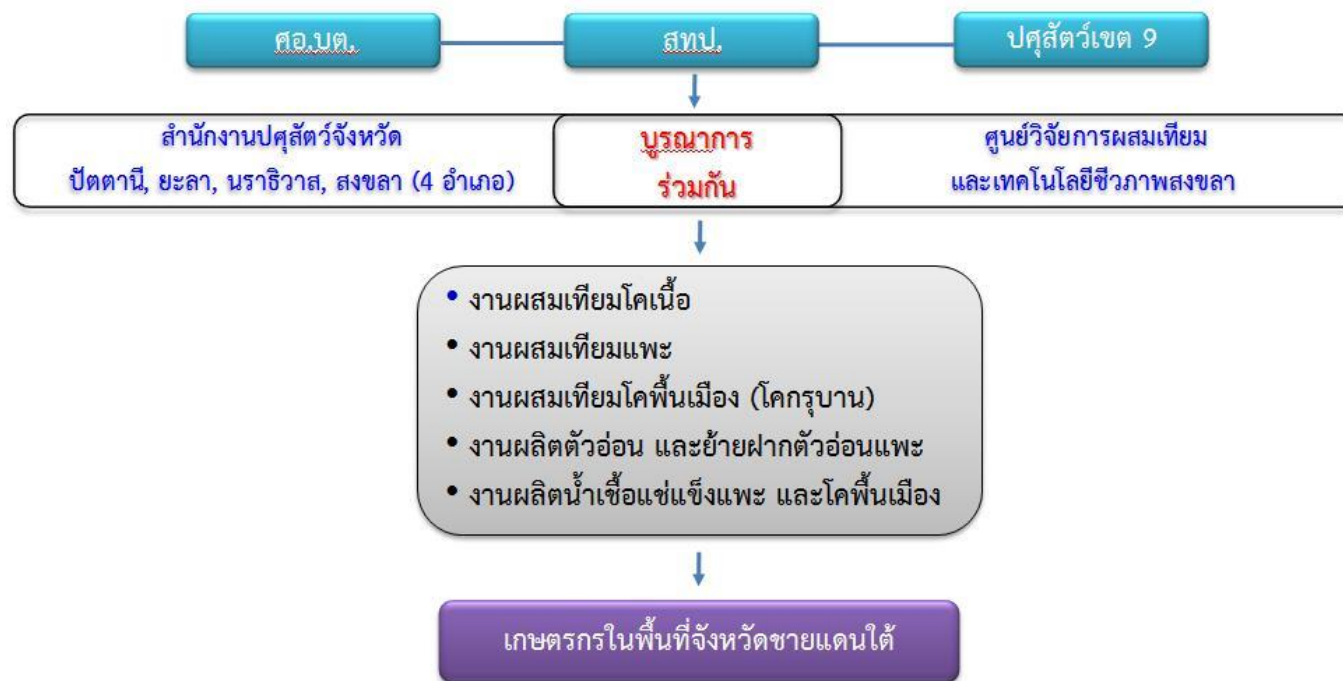 ศอ.บต.
สทป.
ปศุสัตว์เขต 9
สำนักงานปศุสัตว์จังหวัด
ปัตตานี, ยะลา, นราธิวาส, สงขลา (4 อำเภอ)
บูรณาการ
ร่วมกัน
ศูนย์วิจัยการผสมเทียม
และเทคโนโลยีชีวภาพสงขลา
• งานผสมเทียมโคเนื้อ
• งานผสมเทียมแพะ
• งานผสมเทียมโคพื้นเมือง (โคกรุบาน)
• งานผลิตตัวอ่อน และย้ายฝากตัวอ่อนแพะ
• งานผลิตน้ำเชื้อแช่แข็งแพะ และโคพื้นเมือง
เกษตรกรในพื้นที่จังหวัดชายแดนใต้